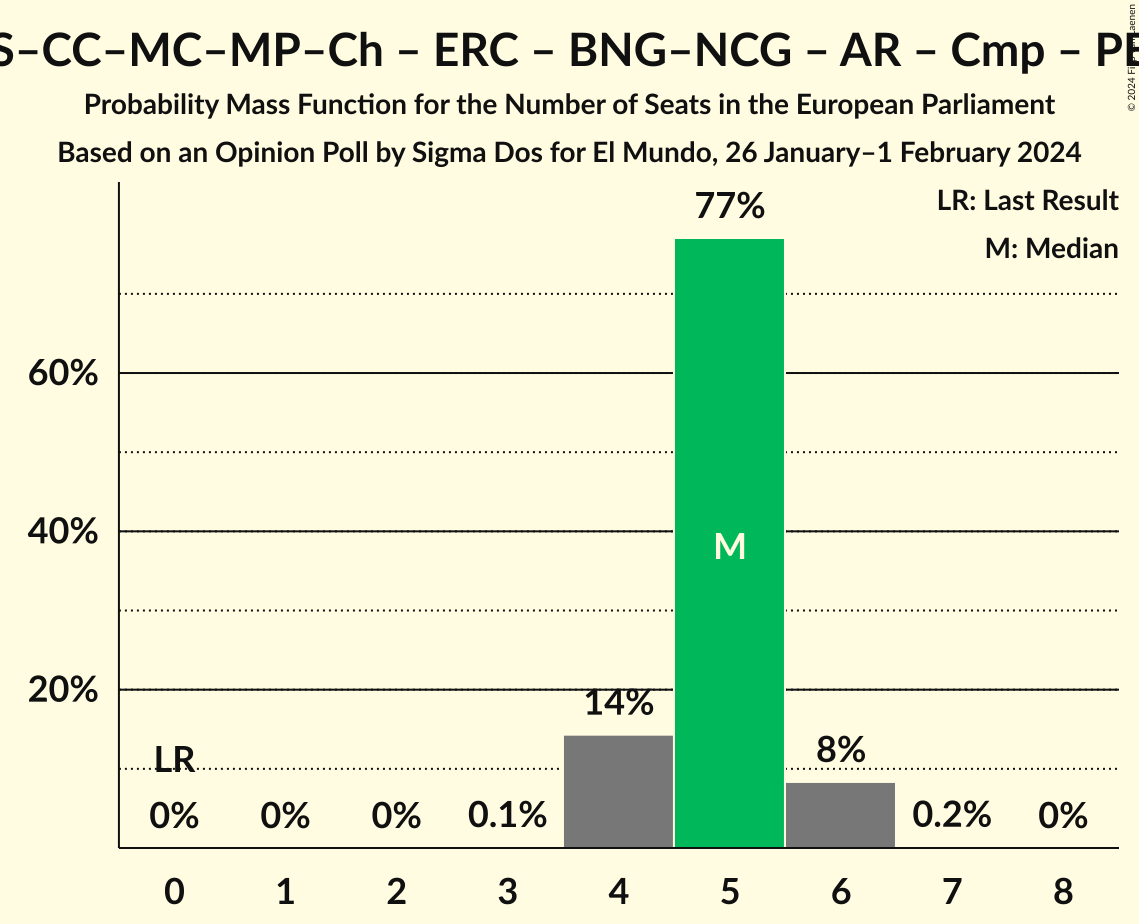 S–CC–MC–MP–Ch – ERC – BNG–NCG – AR – Cmp –
Probability Mass Function for the Number of Seats in the European Parliament
Based on an Opinion Poll by Sigma Dos for El Mundo, 26 January–1 February 2024
© 2024
LR: Last Result
M: Median
77%
60%
40%
M
20%
14%
LR
8%
0% 0% 0% 0.1% 0.2% 0%
0 1 2 3 4 5 6 7 8